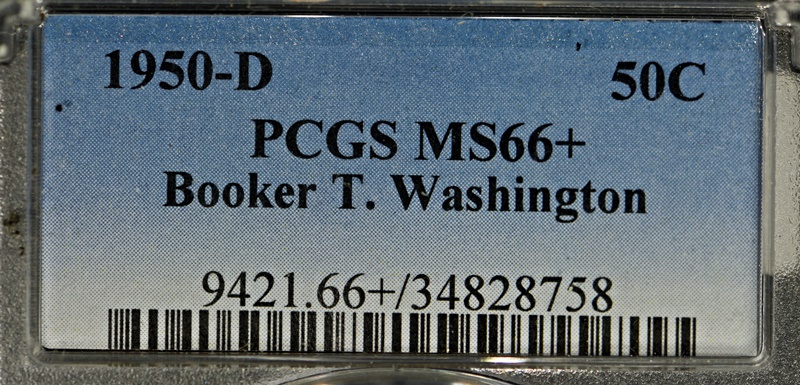 1950-D 50C
PCGS MS66+
Booker T. Washington
9421.66+/34828758